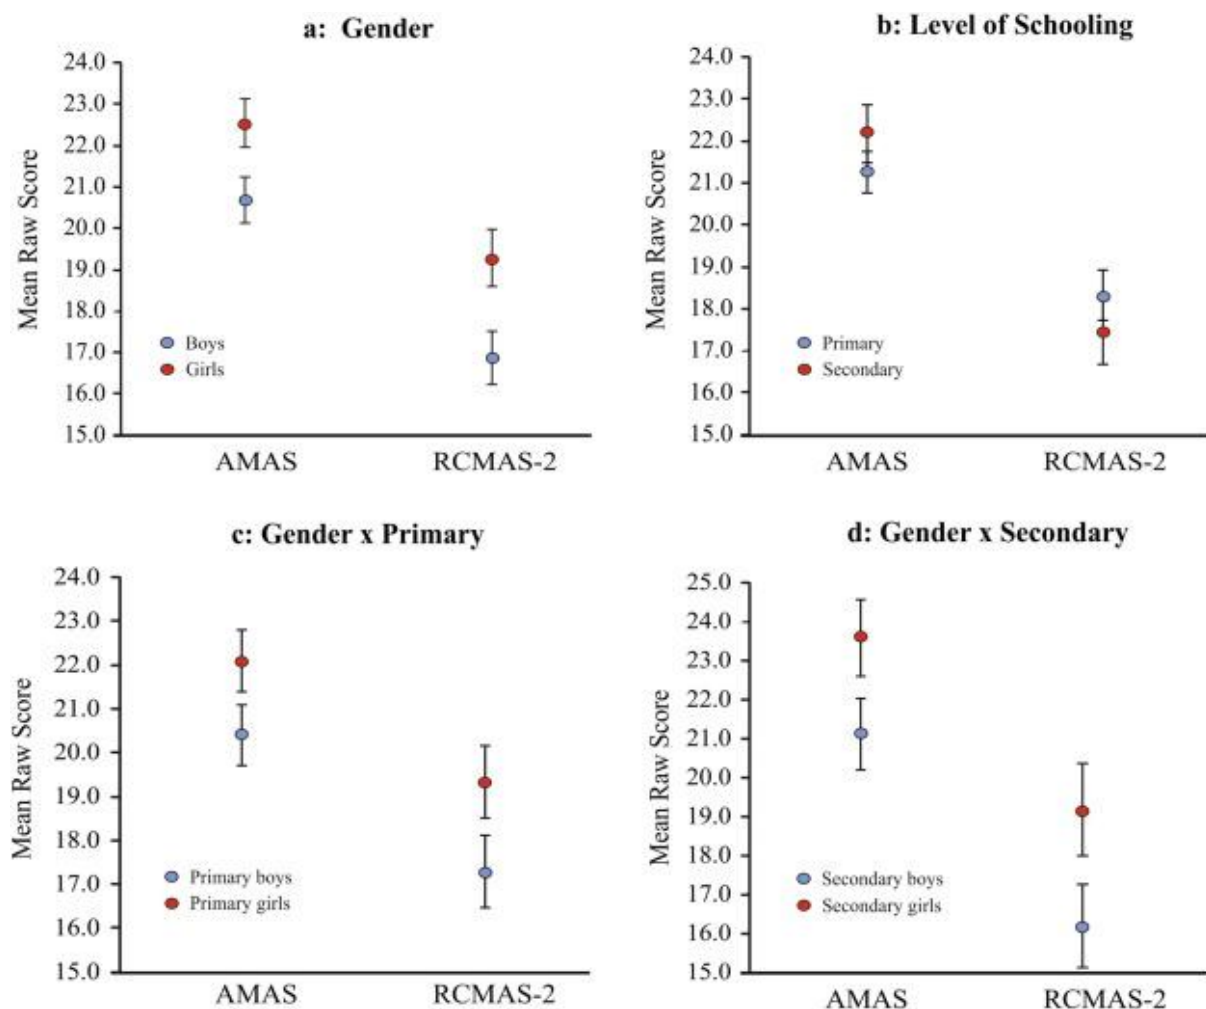 a: Gender
Mean Raw Score
24.0
23.0
22.0
21.0
20.0
19.0
18.0
17.0
16.0
15.0
Boys
Girls
AMAS RCMAS-2
b: Level of Schooling
Mean Raw Score
24.0
23.0
22.0
21.0
20.0
19.0
18.0
17.0
16.0
15.0
Primary
Secondary
AMAS RCMAS-2
c: Gender x Primary
Mean Raw Score
24.0
23.0
22.0
21.0
20.0
19.0
18.0
17.0
16.0
15.0
Primary boys
Primary girls
AMAS RCMAS-2
d: Gender x Secondary
Mean Raw Score
25.0
24.0
23.0
22.0
21.0
20.0
19.0
18.0
17.0
16.0
15.0
Secondary boys
Secondary girls
AMAS RCMAS-2